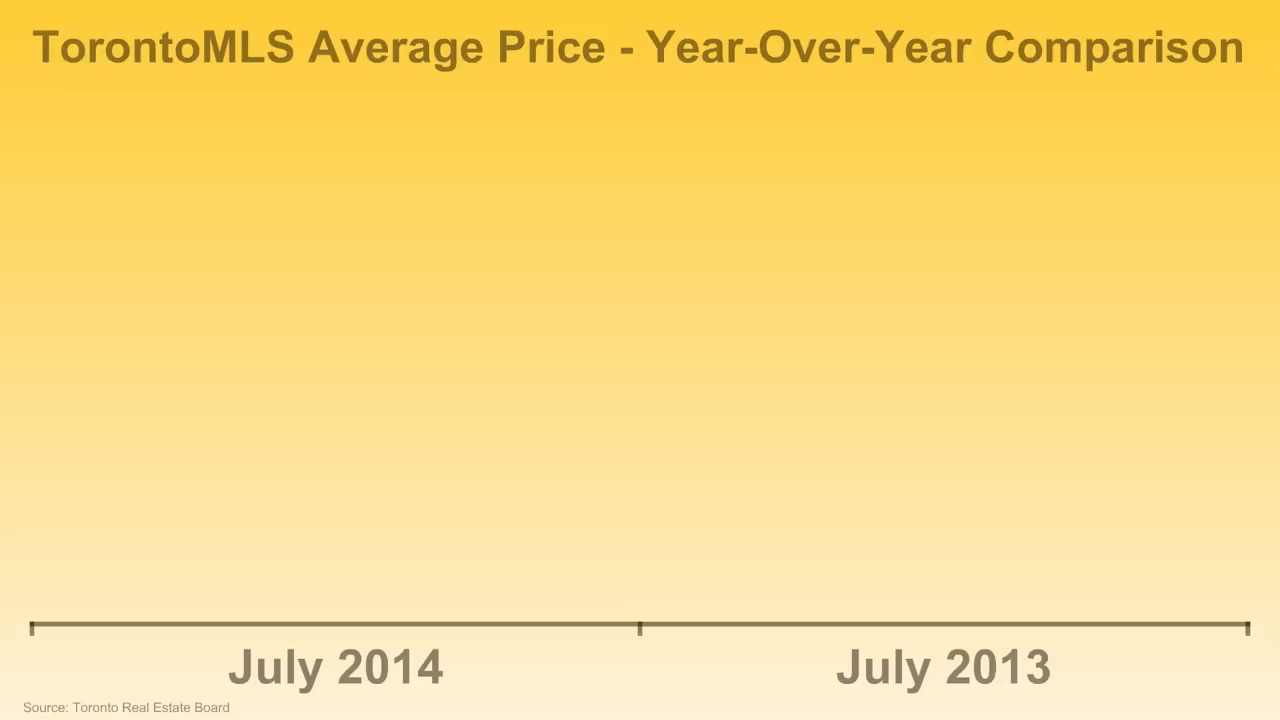 TorontoMLS Average Price - Year-Over-Year Comparison
July 2014
July 2013
Source: Toronto Real Estate Board